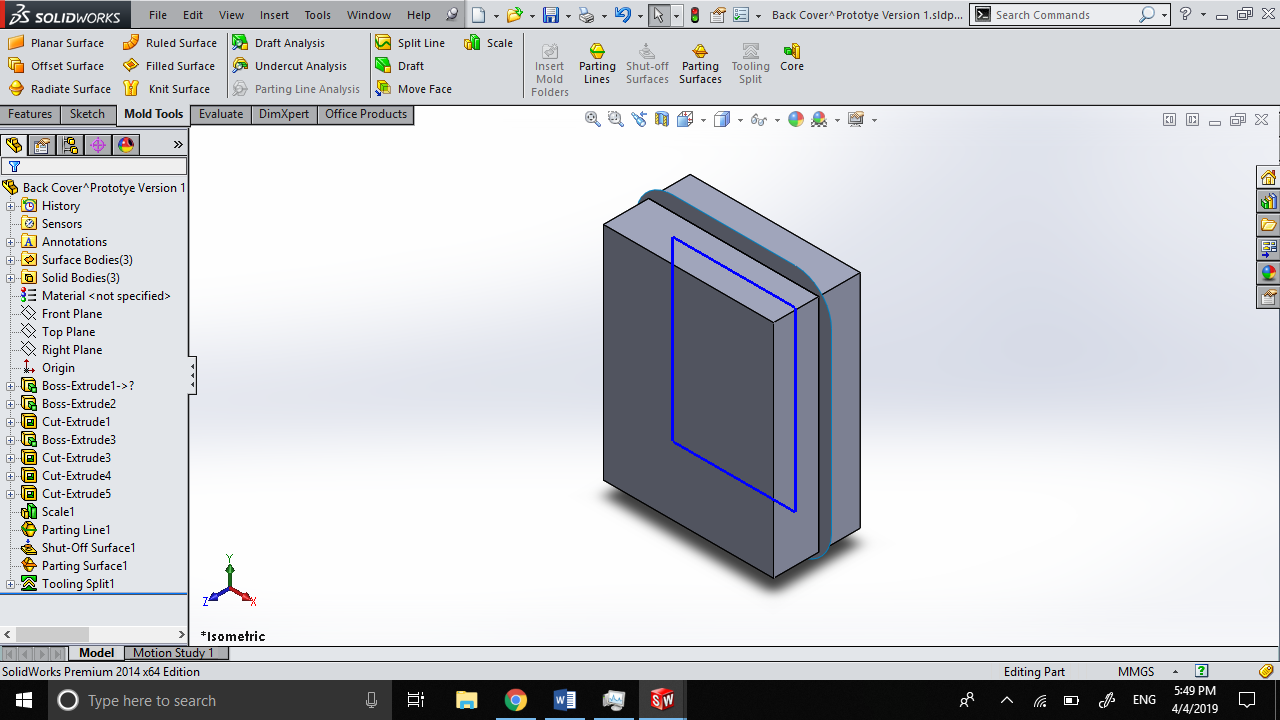 SOLIDWORKS File Edit View Insert Tools Window Help Back Cover^Prototye Version 1.sldp... Search Commands
Planar Surface Ruled Surface Draft Analysis Split Line Scale
Offset Surface Filled Surface Undercut Analysis Draft
Radiate Surface Knit Surface Parting Line Analysis Move Face
Insert Mold Folders
Parting Lines
Shut-off Surfaces
Parting Surfaces
Tooling Split
Core
Features Sketch Mold Tools Evaluate DimXpert Office Products
Back Cover^Prototye Version 1
History
Sensors
Annotations
Surface Bodies(3)
Solid Bodies(3)
Material <not specified>
Front Plane
Top Plane
Right Plane
Origin
Boss-Extrude1->?
Boss-Extrude2
Cut-Extrude1
Boss-Extrude3
Cut-Extrude3
Cut-Extrude4
Cut-Extrude5
Scale1
Parting Line1
Shut-Off Surface1
Parting Surface1
Tooling Split1
Y
Z X
*Isometric
Model Motion Study 1
SolidWorks Premium 2014 x64 Edition Editing Part MMGS
Type here to search ENG 5:49 PM
4/4/2019